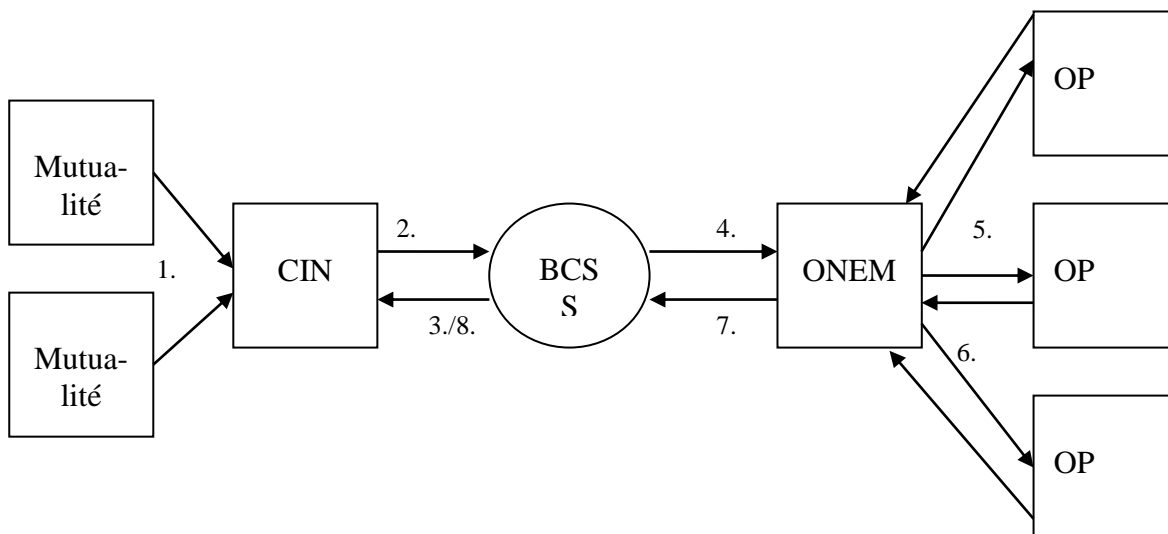 OP
Mutua-
lité
1.
CIN
2.
3./8.
BCS
S
4.
7.
ONEM
5.
OP
6.
Mutua-
lité
OP